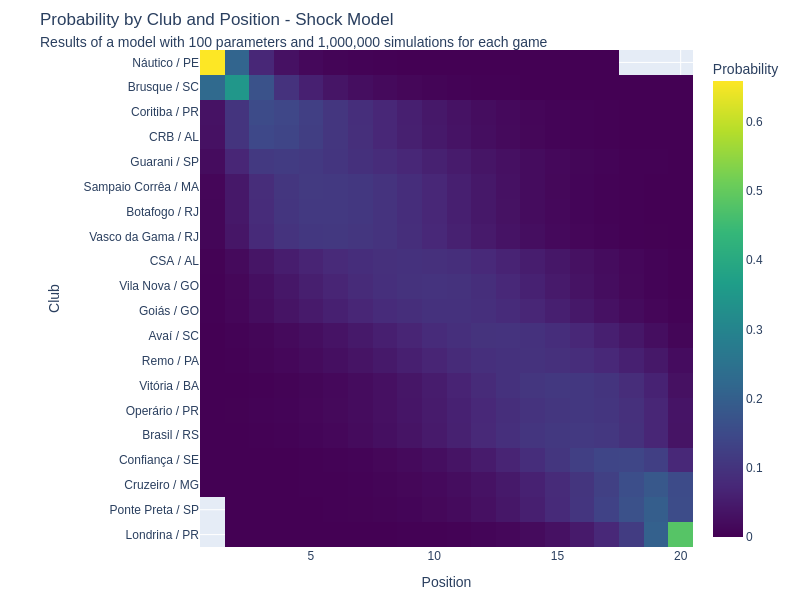 Probability by Club and Position - Shock Model
Results of a model with 100 parameters and 1,000,000 simulations for each game
Probability
Náutico / PE
Brusque / SC
Coritiba / PR
CRB / AL
Guarani / SP
Sampaio Corrêa / MA
Botafogo / RJ
Vasco da Gama / RJ
CSA / AL
Vila Nova / GO
Goiás / GO
Avaí / SC
Remo / PA
Vitória / BA
Operário / PR
Brasil / RS
Confiança / SE
Cruzeiro / MG
Ponte Preta / SP
Londrina / PR
Club
5
10
15
20
Position
0.6
0.5
0.4
0.3
0.2
0.1
0